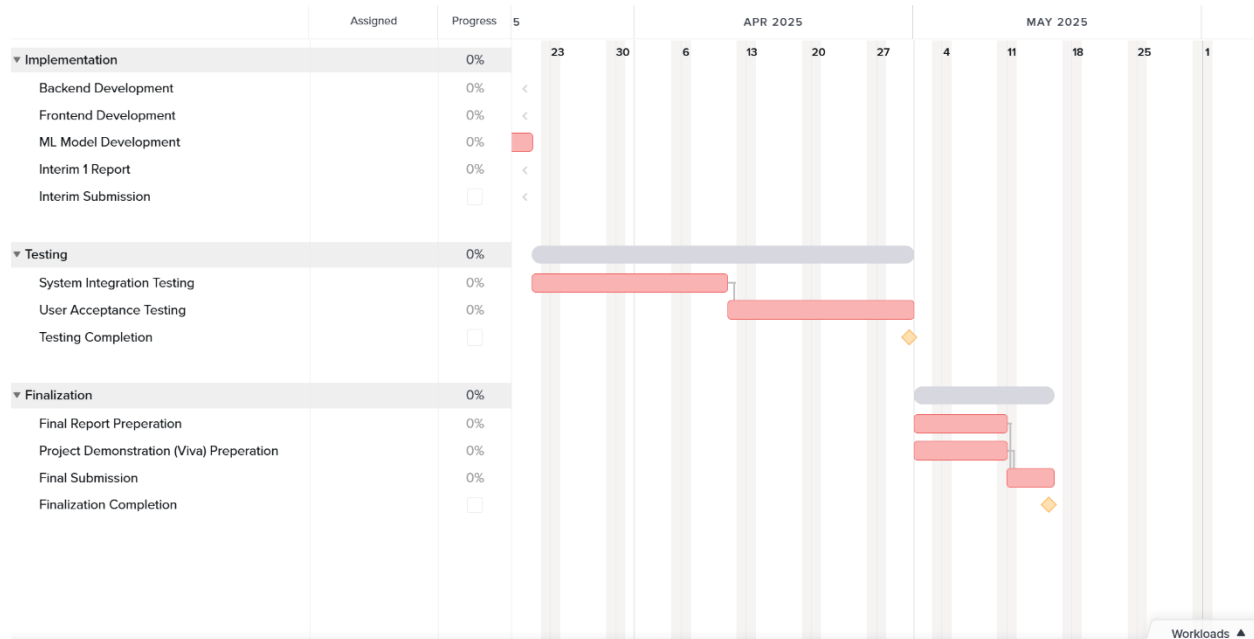 Assigned Progress 5 APR 2025 MAY 2025
23 30 6 13 20 27 4 11 18 25 1
Implementation 0%
Backend Development 0%
Frontend Development 0%
ML Model Development 0%
Interim 1 Report 0%
Interim Submission
Testing 0%
System Integration Testing 0%
User Acceptance Testing 0%
Testing Completion
Finalization 0%
Final Report Preperation 0%
Project Demonstration (Viva) Preperation 0%
Final Submission 0%
Finalization Completion
Workloads